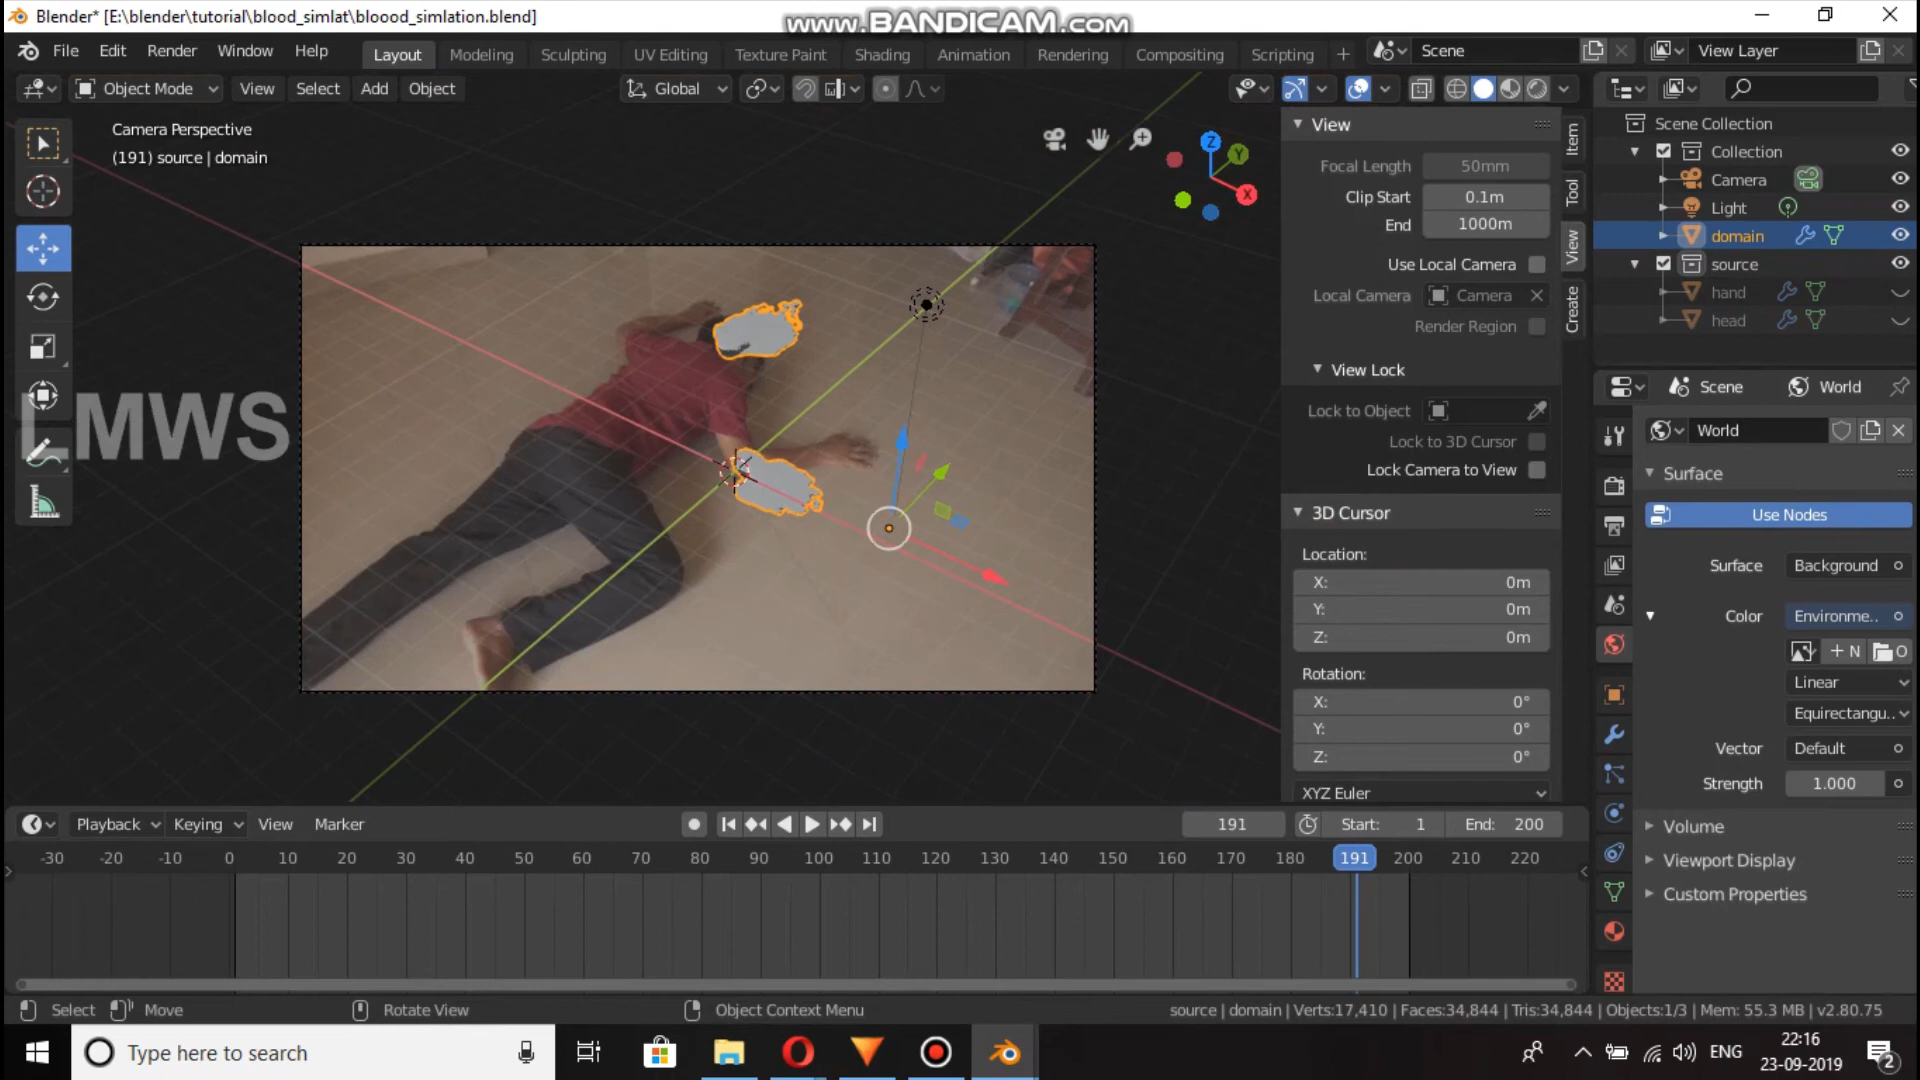 Blender* [E:\blender\tutorial\blood_simlat\bloood_simlation.blend]
www.BANDICAM.com
File Edit Render Window Help
Layout Modeling Sculpting UV Editing Texture Paint Shading Animation Rendering Compositing Scripting +
Scene
View Layer
Object Mode View Select Add Object
Global
Camera Perspective
(191) source | domain
LMWS
Z
Y
X
View
Focal Length 50mm
Clip Start 0.1m
End 1000m
Use Local Camera
Local Camera Camera
Render Region
View Lock
Lock to Object
Lock to 3D Cursor
Lock Camera to View
3D Cursor
Location:
X: 0m
Y: 0m
Z: 0m
Rotation:
X: 0°
Y: 0°
Z: 0°
XYZ Euler
Item
Tool
View
Create
Scene Collection
Collection
Camera
Light
domain
source
hand
head
Scene World
World
Surface
Use Nodes
Surface Background
Color Environme..
+ N O
Linear
Equirectangu..
Vector Default
Strength 1.000
Volume
Viewport Display
Custom Properties
Playback Keying View Marker
191 Start: 1 End: 200
-30 -20 -10 0 10 20 30 40 50 60 70 80 90 100 110 120 130 140 150 160 170 180 191 200 210 220
Select Move Rotate View Object Context Menu
source | domain | Verts:17,410 | Faces:34,844 | Tris:34,844 | Objects:1/3 | Mem: 55.3 MB | v2.80.75
Type here to search
ENG
22:16
23-09-2019
2